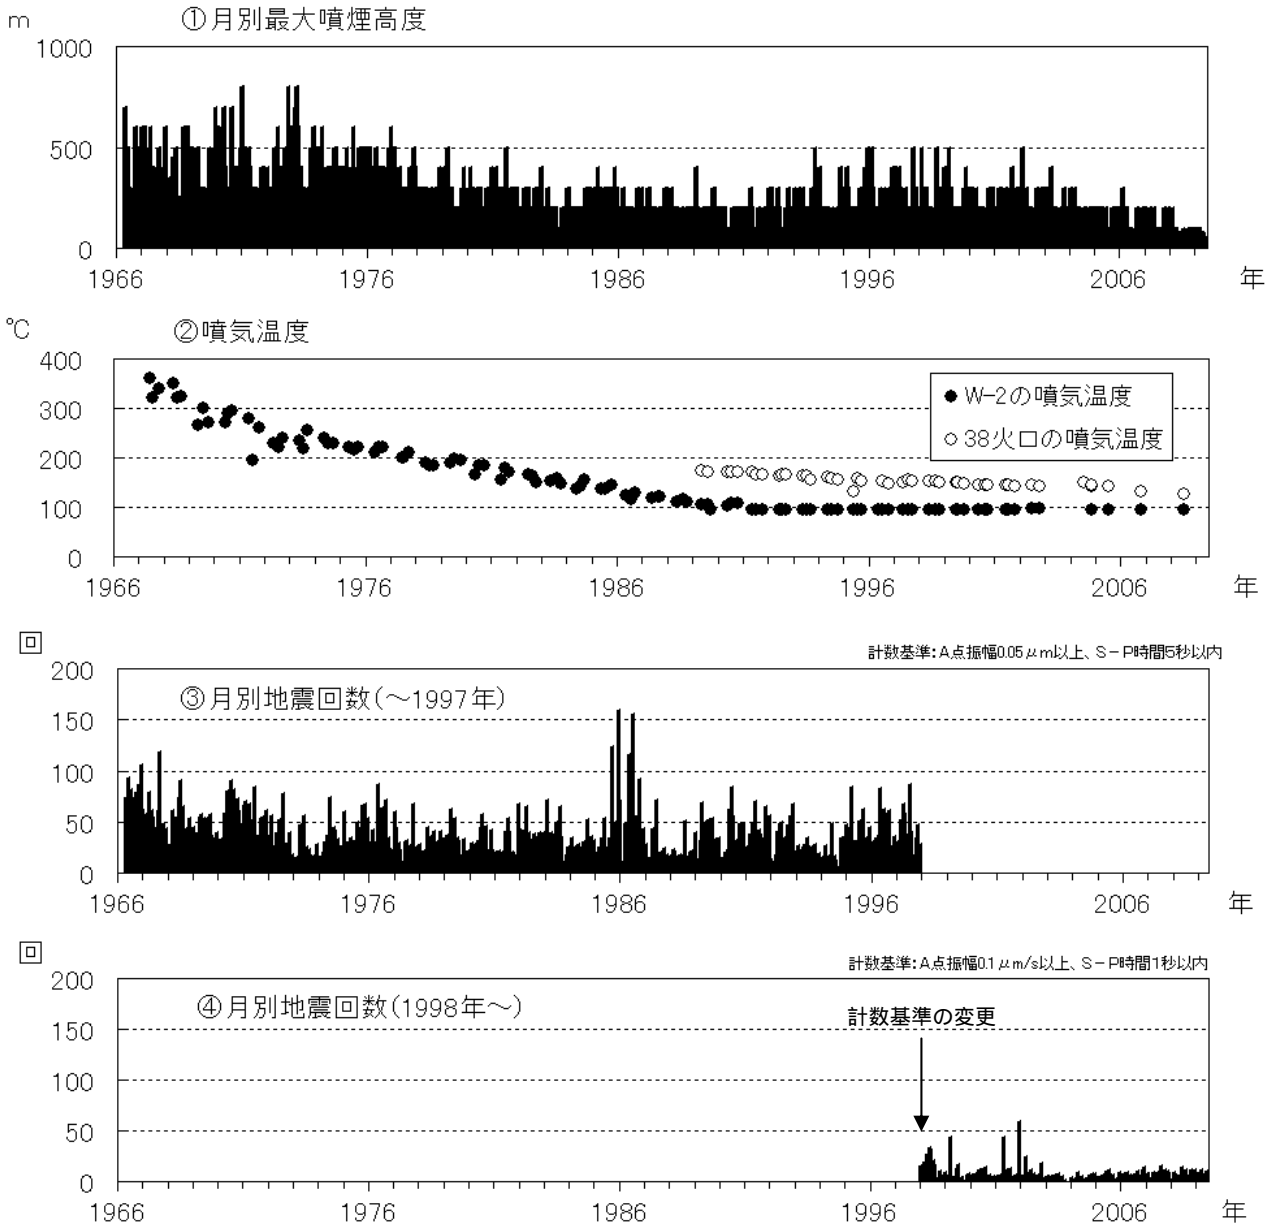 m
①月別最大噴煙高度
1000
500
0
1966 1976 1986 1996 2006 年
℃
②噴気温度
400
300
200
100
0
●W-2の噴気温度
○38火口の噴気温度
1966 1976 1986 1996 2006 年
回
計数基準：A点振幅0.05μm以上、S－P時間5秒以内
200
③月別地震回数(～1997年)
150
100
50
0
1966 1976 1986 1996 2006 年
回
計数基準：A点振幅0.1μm/s以上、S－P時間1秒以内
200
④月別地震回数(1998年～)
計数基準の変更
150
100
50
0
1966 1976 1986 1996 2006 年